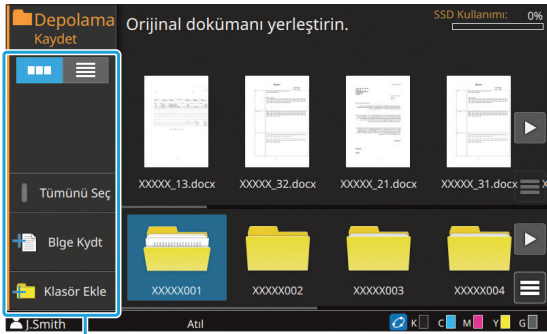 Depolama
Kaydet
Orijinal dokümanı yerleştirin.
SSD Kullanımı: 0%
Tümünü Seç
Blge Kydt
Klasör Ekle
XXXXX_13.docx
XXXXX_32.docx
XXXXX_21.docx
XXXXX_31.docx
X
XXXXX001
XXXXX002
XXXXX003
XXXXX004
J.Smith
Atıl
K
C
M
Y
G